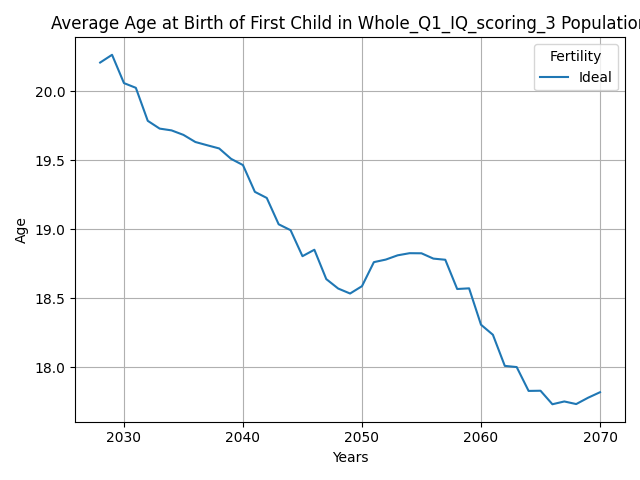 Average Age at Birth of First Child in Whole_Q1_IQ_scoring_3 Population
Fertility
Ideal
20.0
19.5
19.0
18.5
18.0
Age
2030 2040 2050 2060 2070
Years